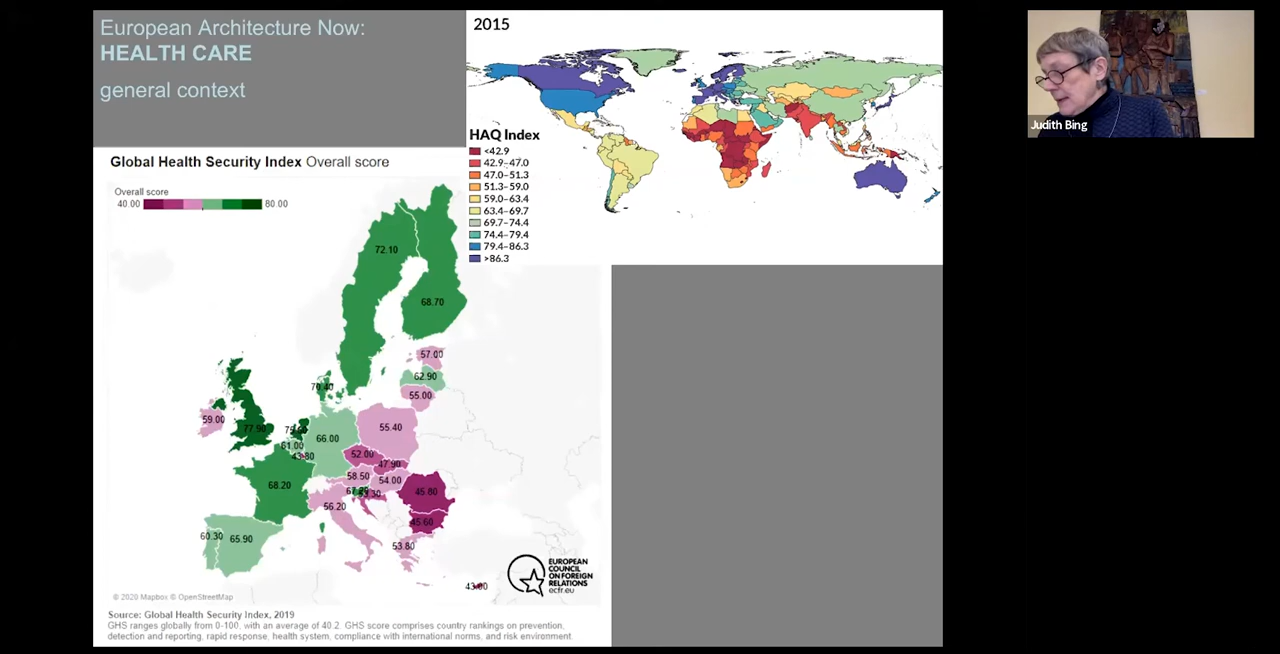 European Architecture Now:
HEALTH CARE
general context
2015
HAQ Index
<42.9
42.9-47.0
47.0-51.3
51.3-59.0
59.0-63.4
63.4-69.7
69.7-74.4
74.4-79.4
79.4-86.3
>86.3
Judith Bing
Global Health Security Index Overall score
Overall score
40.00 80.00
72.10
68.70
57.00
62.90
55.00
70.40
59.00
77.90
66.00
55.40
61.00
43.80
52.00
47.90
58.50
54.00
68.20
45.80
56.20
45.60
60.30
65.90
53.80
43.00
EUROPEAN
COUNCIL
ON FOREIGN
RELATIONS
ecfr.eu
© 2020 Mapbox © OpenStreetMap
Source: Global Health Security Index, 2019
GHS ranges globally from 0-100, with an average of 40.2. GHS score comprises country rankings on prevention,
detection and reporting, rapid response, health system, compliance with international norms, and risk environment.